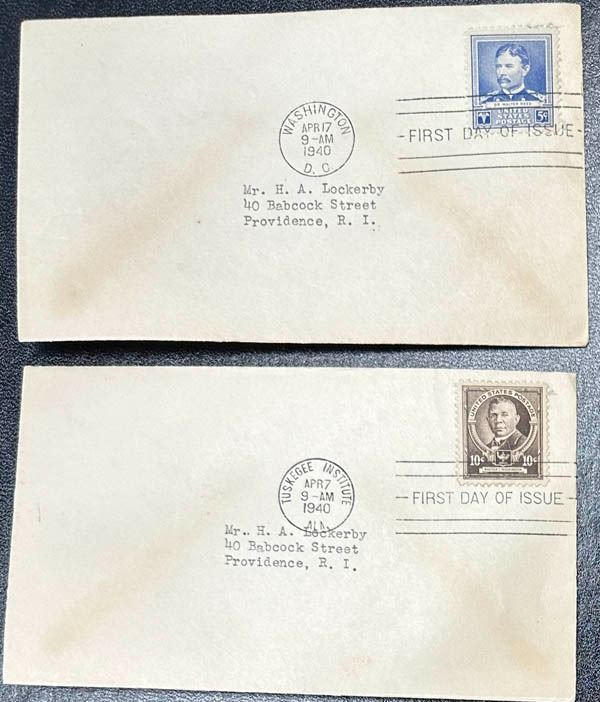 DR WALTER REED
UNITED
STATES
POSTAGE 5¢
WASHINGTON
APR 17
9-AM
1940
D. C.
FIRST DAY OF ISSUE
Mr. H. A. Lockerby
40 Babcock Street
Providence, R. I.
UNITED STATES POSTAGE
10¢ 10¢
BOOKER T. WASHINGTON
TUSKEGEE INSTITUTE
APR 7
9-AM
1940
ALA.
FIRST DAY OF ISSUE
Mr. H. A. Lockerby
40 Babcock Street
Providence, R. I.